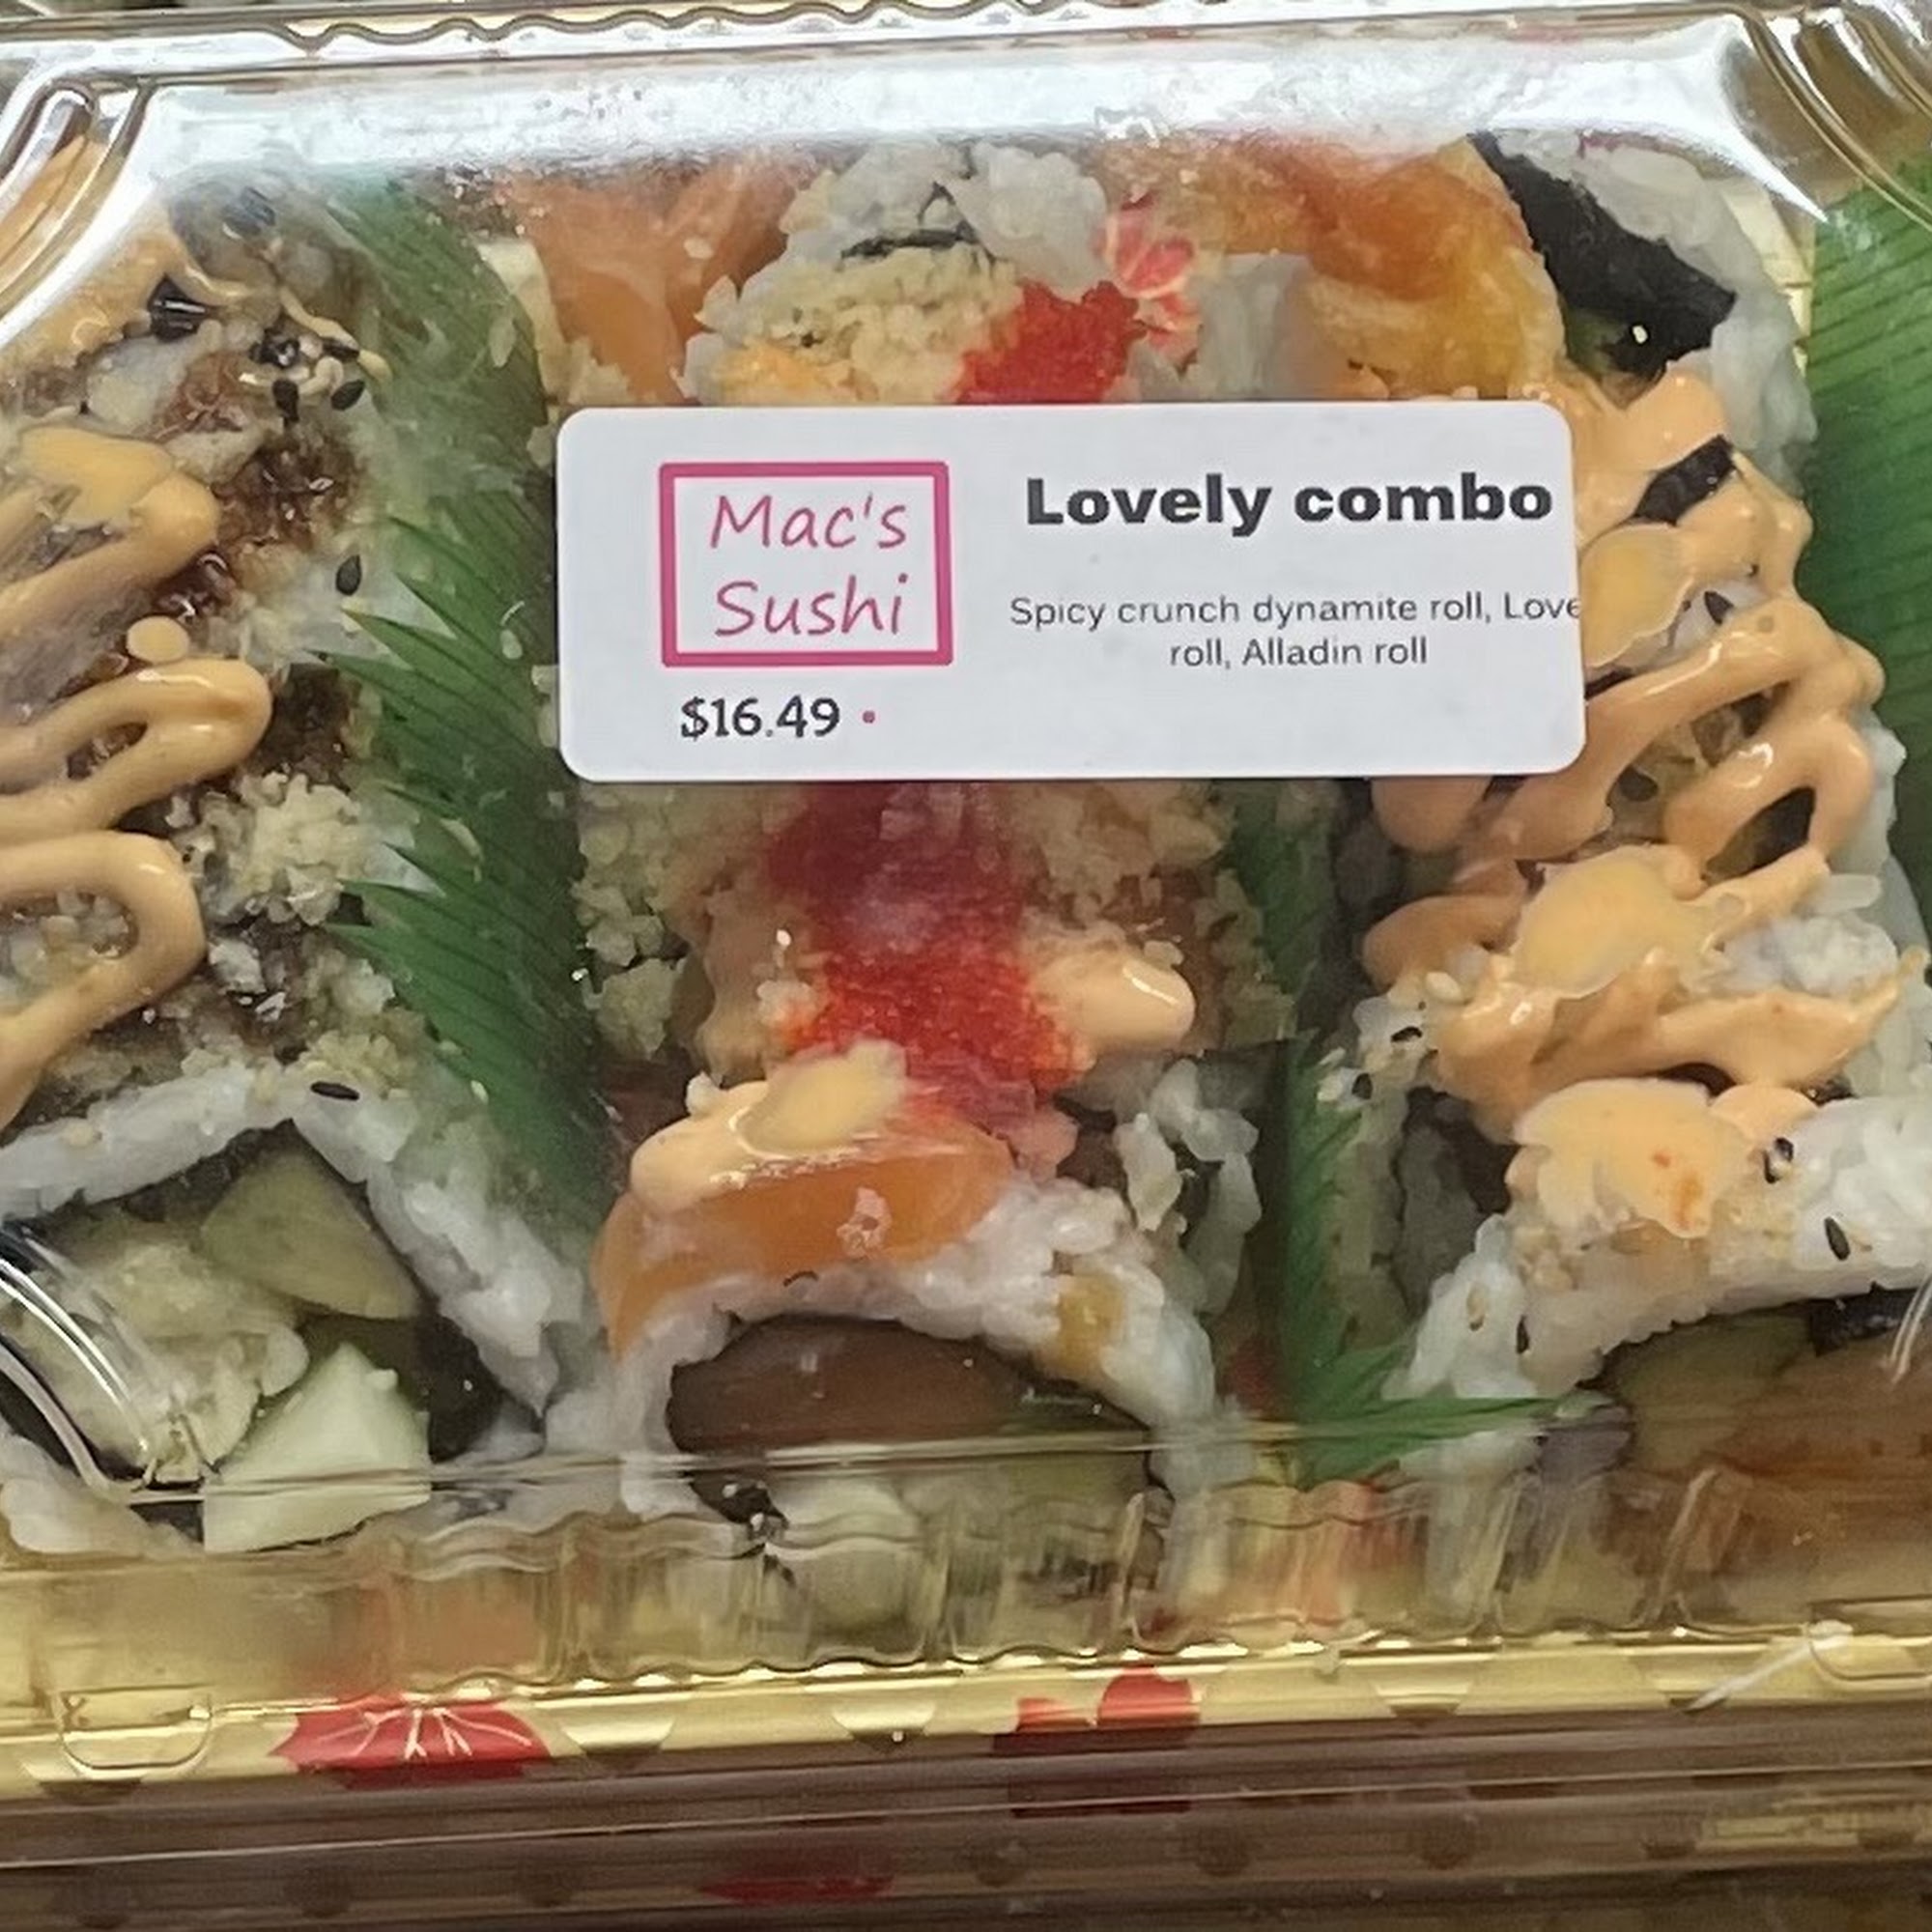 Mac's
Sushi
$16.49
Lovely combo
Spicy crunch dynamite roll, Love
roll, Alladin roll